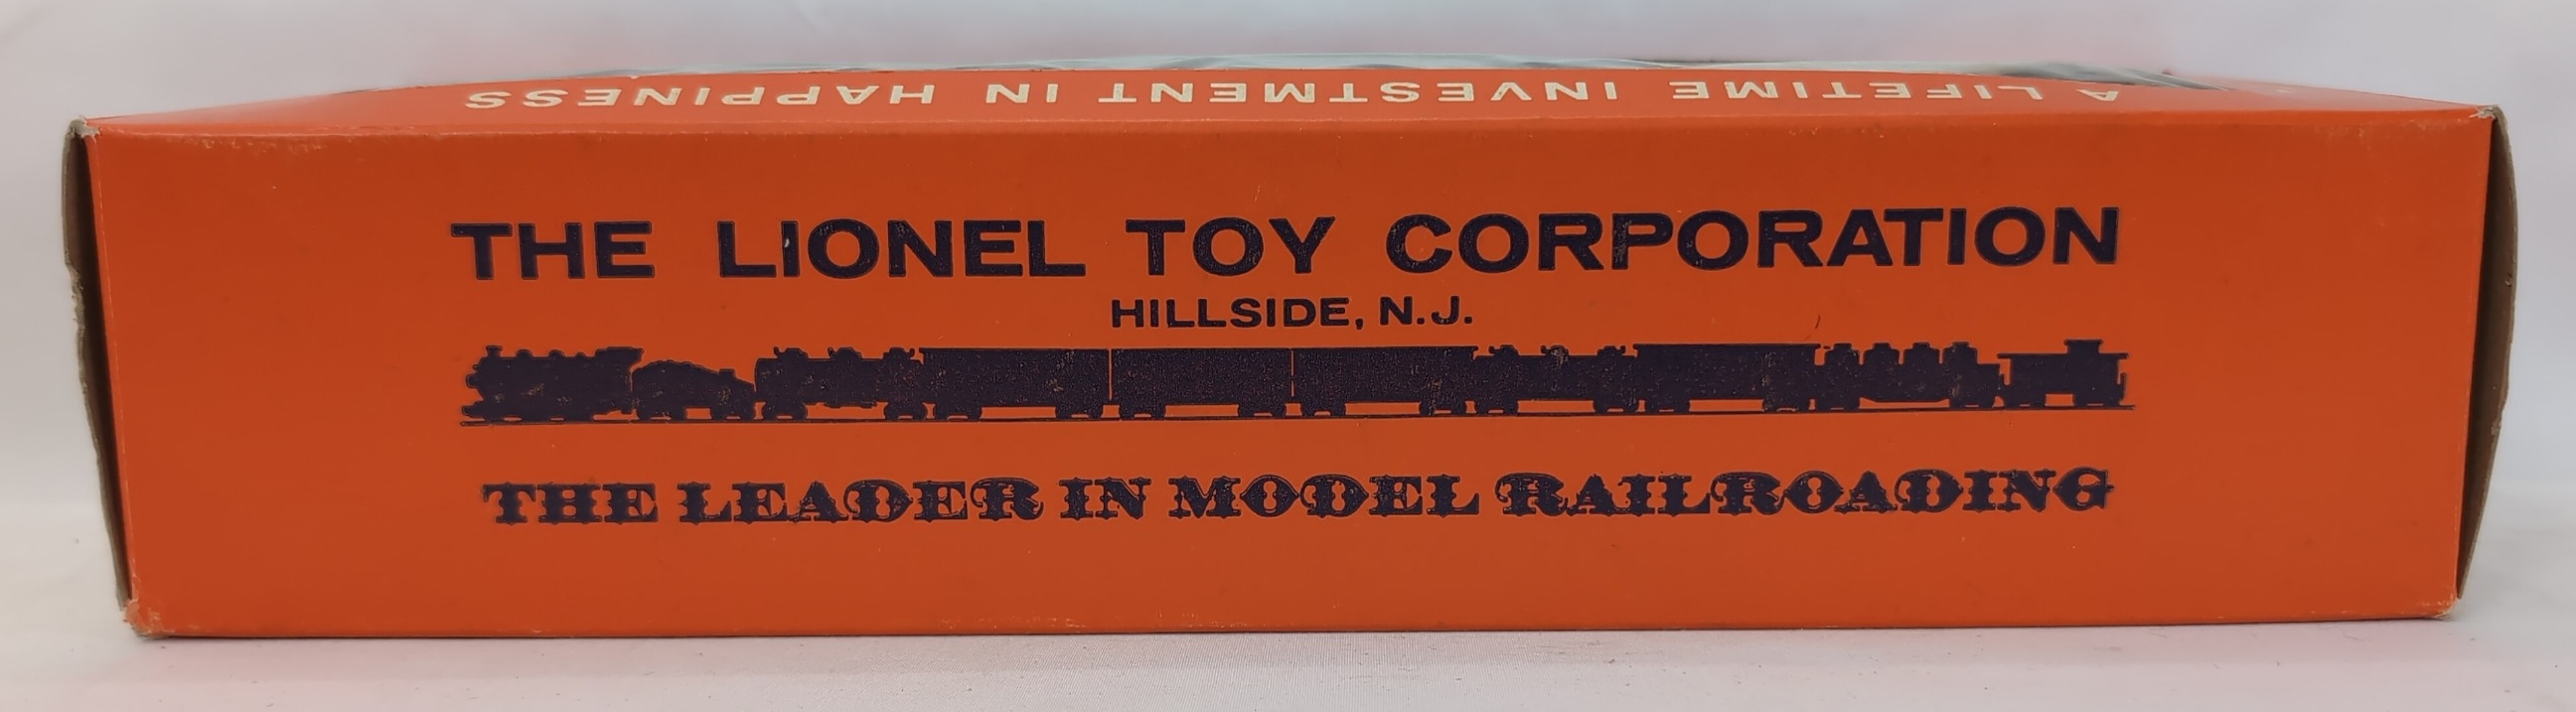 A LIFETIME INVESTMENT IN HAPPINESS
THE LIONEL TOY CORPORATION
HILLSIDE, N.J.
THE LEADER IN MODEL RAILROADING